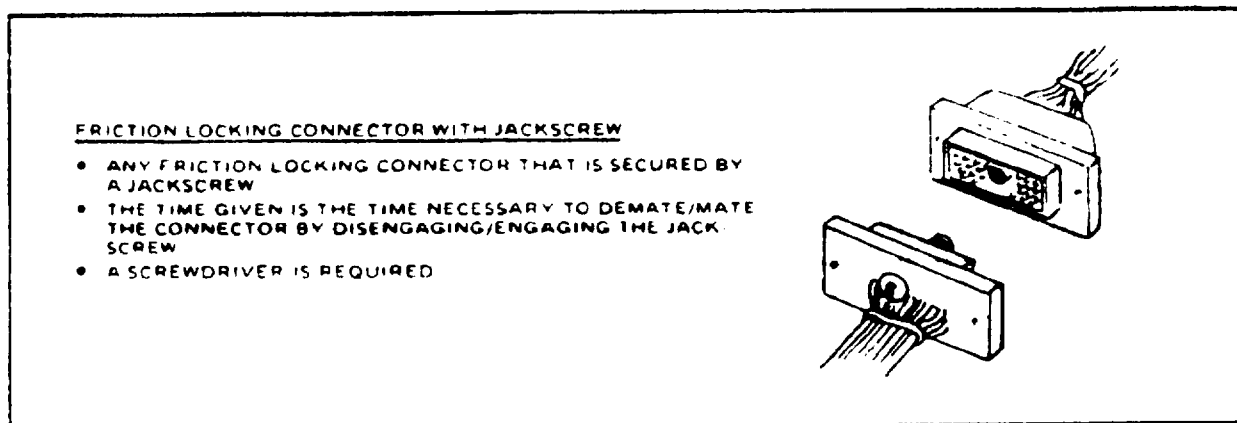 FRICTION LOCKING CONNECTOR WITH JACKSCREW
• ANY FRICTION LOCKING CONNECTOR THAT IS SECURED BY
A JACKSCREW
• THE TIME GIVEN IS THE TIME NECESSARY TO DEMATE/MATE
THE CONNECTOR BY DISENGAGING/ENGAGING THE JACK-
SCREW
• A SCREWDRIVER IS REQUIRED